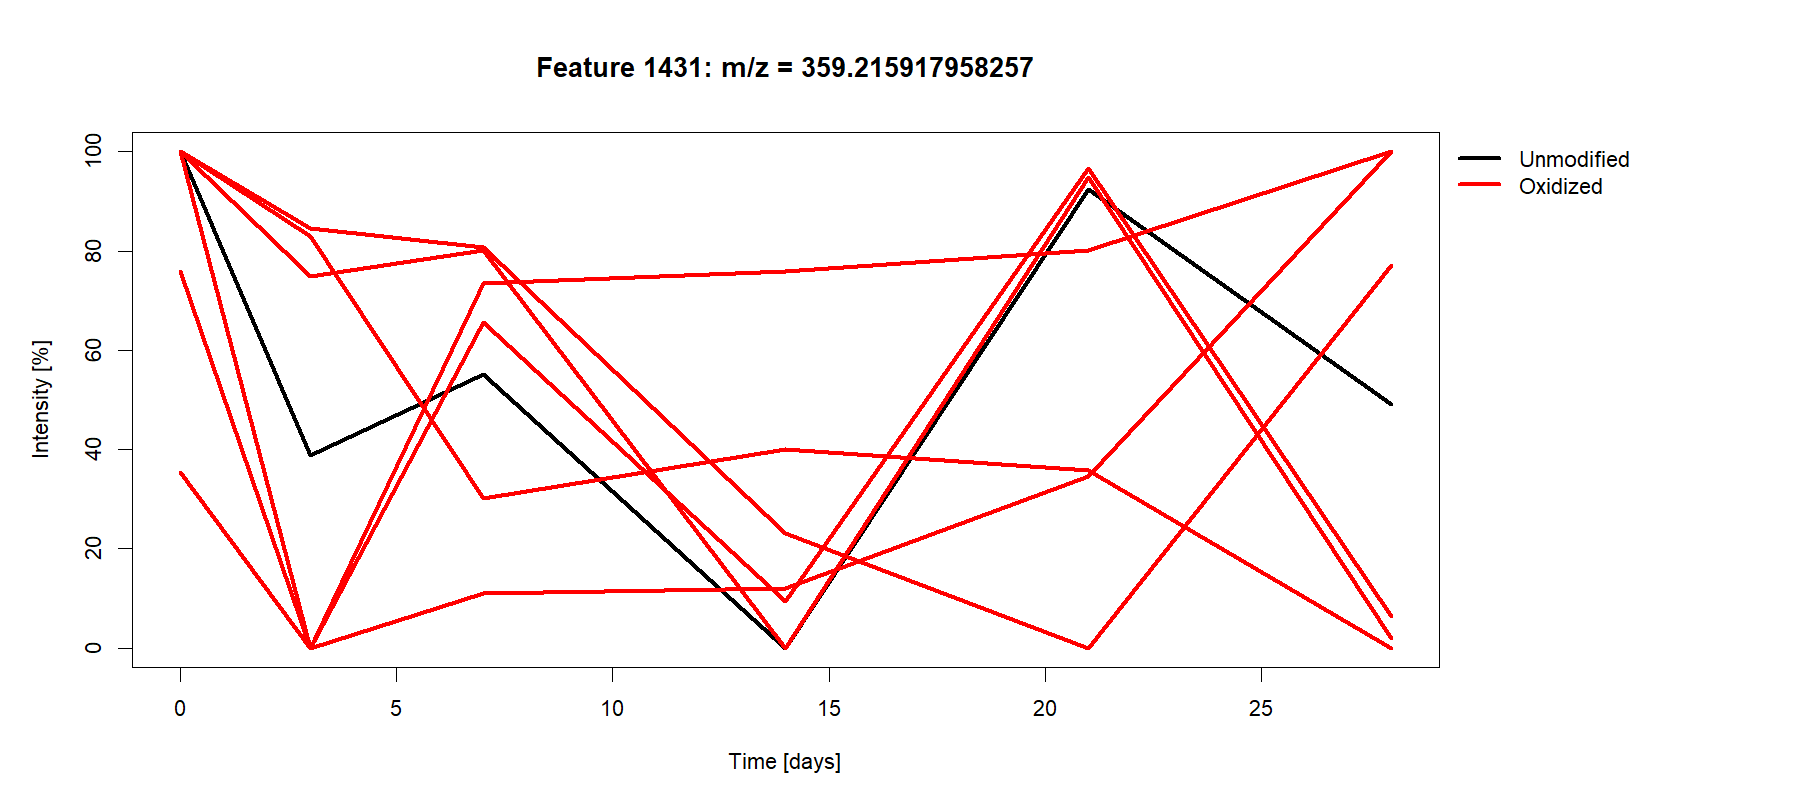 Feature 1431: m/z = 359.215917958257
Unmodified
Oxidized
Intensity [%]
100
80
60
40
20
0
0 5 10 15 20 25
Time [days]